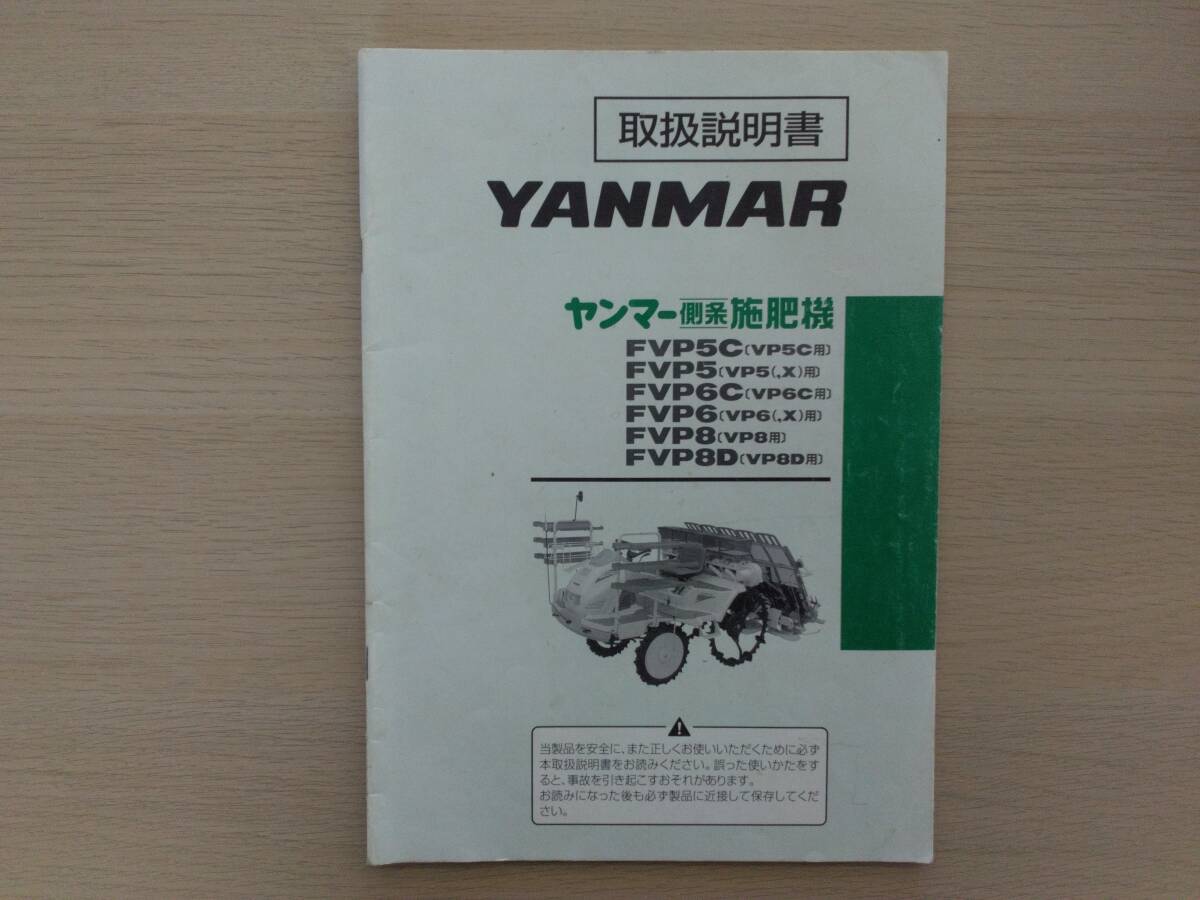 取扱説明書
YANMAR
ヤンマー側条施肥機
FVP5C〔VP5C用〕
FVP5〔VP5(,X)用〕
FVP6C〔VP6C用〕
FVP6〔VP6(,X)用〕
FVP8〔VP8用〕
FVP8D〔VP8D用〕
当製品を安全に、また正しくお使いいただくために必ず
本取扱説明書をお読みください。誤った使いかたをす
ると、事故を引き起こすおそれがあります。
お読みになった後も必ず製品に近接して保存してくだ
さい。